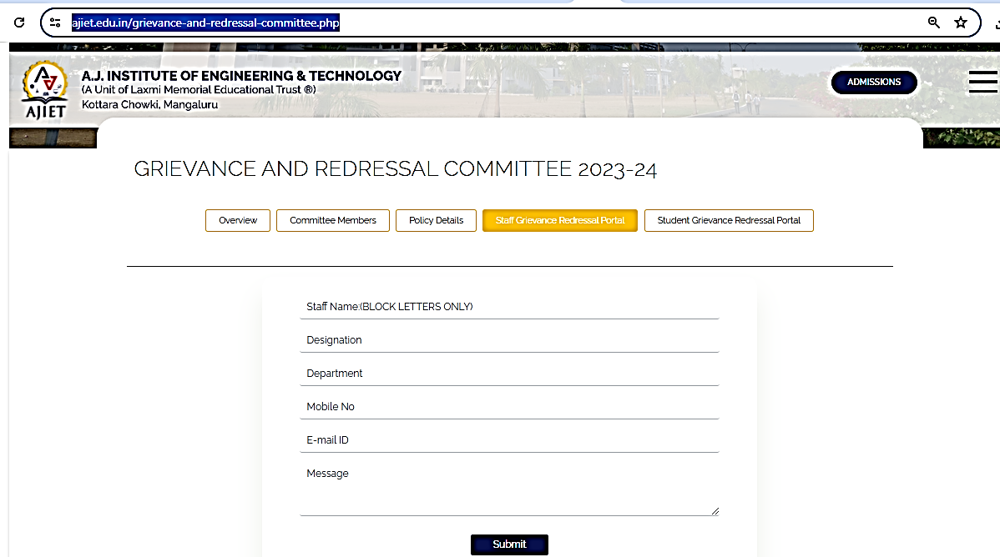 ajiet.edu.in/grievance-and-redressal-committee.php
A.J. INSTITUTE OF ENGINEERING & TECHNOLOGY
(A Unit of Laxmi Memorial Educational Trust ®)
Kottara Chowki, Mangaluru
AJIET
ADMISSIONS
GRIEVANCE AND REDRESSAL COMMITTEE 2023-24
Overview Committee Members Policy Details Staff Grievance Redressal Portal Student Grievance Redressal Portal
Staff Name:(BLOCK LETTERS ONLY)
Designation
Department
Mobile No
E-mail ID
Message
Submit